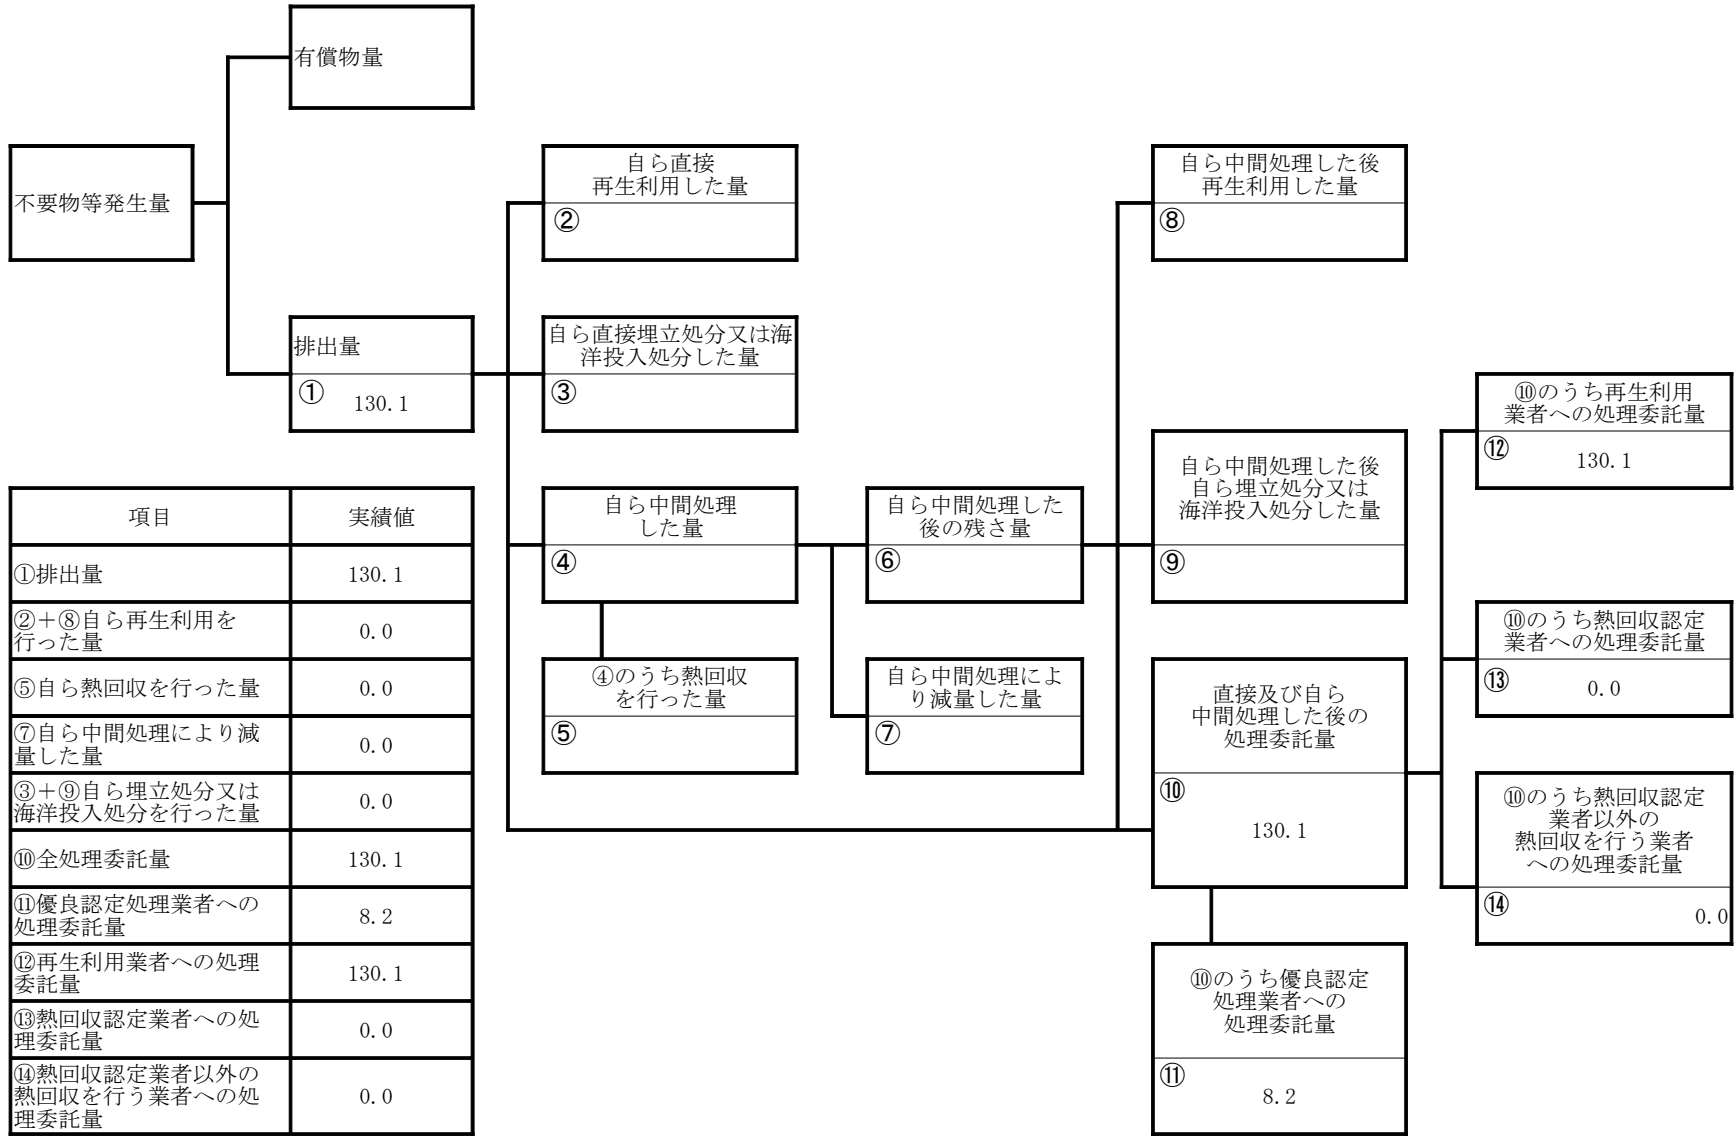 有償物量
不要物等発生量
自ら直接
再生利用した量
②
自ら中間処理した後
再生利用した量
⑧
排出量
①
130.1
自ら直接埋立処分又は海
洋投入処分した量
③
⑩のうち再生利用
業者への処理委託量
⑫
130.1
自ら中間処理
した量
④
自ら中間処理した
後の残さ量
⑥
自ら中間処理した後
自ら埋立処分又は
海洋投入処分した量
⑨
⑩のうち熱回収認定
業者への処理委託量
⑬
0.0
④のうち熱回収
を行った量
⑤
自ら中間処理によ
り減量した量
⑦
直接及び自ら
中間処理した後の
処理委託量
⑩
130.1
⑩のうち熱回収認定
業者以外の
熱回収を行う業者
への処理委託量
⑭
0.0
⑩のうち優良認定
処理業者への
処理委託量
⑪
8.2
項目 実績値
①排出量 130.1
②+⑧自ら再生利用を
行った量 0.0
⑤自ら熱回収を行った量 0.0
⑦自ら中間処理により減
量した量 0.0
③+⑨自ら埋立処分又は
海洋投入処分を行った量 0.0
⑩全処理委託量 130.1
⑪優良認定処理業者への
処理委託量 8.2
⑫再生利用業者への処理
委託量 130.1
⑬熱回収認定業者への処
理委託量 0.0
⑭熱回収認定業者以外の
熱回収を行う業者への処
理委託量 0.0